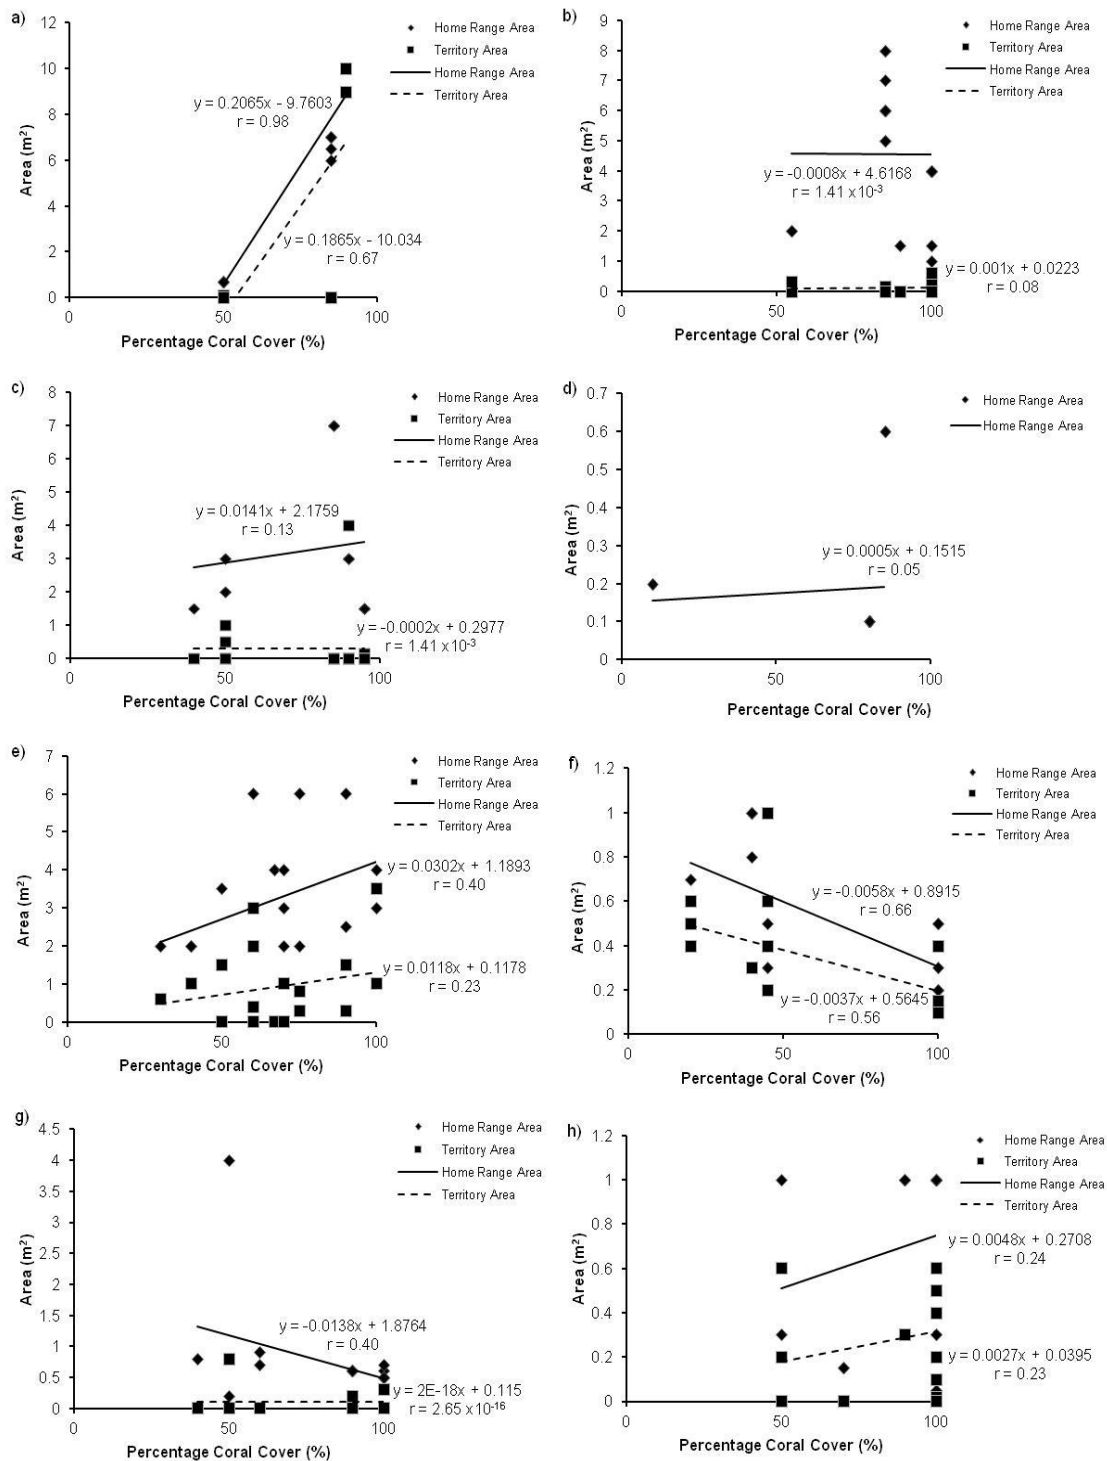 a)
12
10
8
6
4
2
0
0
50
100
Area (m²)
Percentage Coral Cover (%)
y = 0.2065x - 9.7603
r = 0.98
y = 0.1865x - 10.034
r = 0.67
Home Range Area
Territory Area
Home Range Area
Territory Area
b)
9
8
7
6
5
4
3
2
1
0
0
50
100
Area (m²)
Percentage Coral Cover (%)
y = -0.0008x + 4.6168
r = 1.41 x10⁻³
y = 0.001x + 0.0223
r = 0.08
Home Range Area
Territory Area
Home Range Area
Territory Area
c)
8
7
6
5
4
3
2
1
0
0
50
100
Area (m²)
Percentage Coral Cover (%)
y = 0.0141x + 2.1759
r = 0.13
y = -0.0002x + 0.2977
r = 1.41 x10⁻³
Home Range Area
Territory Area
Home Range Area
Territory Area
d)
0.7
0.6
0.5
0.4
0.3
0.2
0.1
0
0
50
100
Area (m²)
Percentage Coral Cover (%)
y = 0.0005x + 0.1515
r = 0.05
Home Range Area
Home Range Area
e)
7
6
5
4
3
2
1
0
0
50
100
Area (m²)
Percentage Coral Cover (%)
y = 0.0302x + 1.1893
r = 0.40
y = 0.0118x + 0.1178
r = 0.23
Home Range Area
Territory Area
Home Range Area
Territory Area
f)
1.2
1
0.8
0.6
0.4
0.2
0
0
50
100
Area (m²)
Percentage Coral Cover (%)
y = -0.0058x + 0.8915
r = 0.66
y = -0.0037x + 0.5645
r = 0.56
Home Range Area
Territory Area
Home Range Area
Territory Area
g)
4.5
4
3.5
3
2.5
2
1.5
1
0.5
0
0
50
100
Area (m²)
Percentage Coral Cover (%)
y = -0.0138x + 1.8764
r = 0.40
y = 2E-18x + 0.115
r = 2.65 x10⁻¹⁶
Home Range Area
Territory Area
Home Range Area
Territory Area
h)
1.2
1
0.8
0.6
0.4
0.2
0
0
50
100
Area (m²)
Percentage Coral Cover (%)
y = 0.0048x + 0.2708
r = 0.24
y = 0.0027x + 0.0395
r = 0.23
Home Range Area
Territory Area
Home Range Area
Territory Area